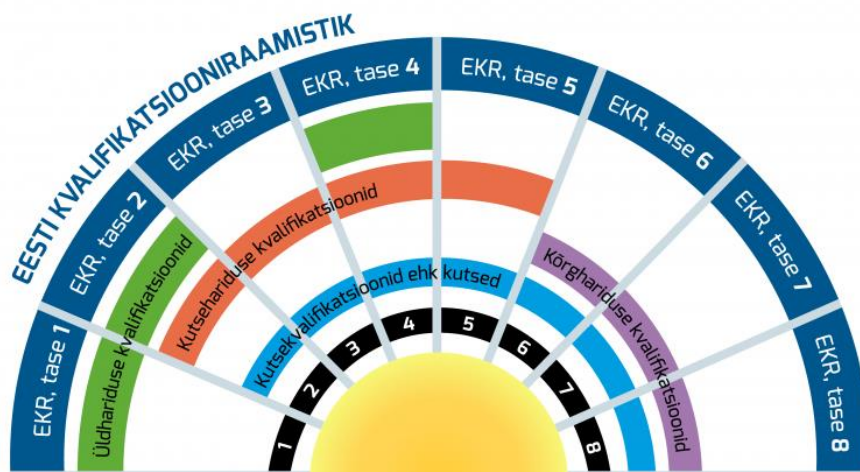 EESTI KVALIFIKATSIOONIRAAMISTIK
EKR, tase 1
EKR, tase 2
EKR, tase 3
EKR, tase 4
EKR, tase 5
EKR, tase 6
EKR, tase 7
EKR, tase 8
Üldhariduse kvalifikatsioonid
Kutsehariduse kvalifikatsioonid
Kutsekvalifikatsioonid ehk kutsed
Kõrghariduse kvalifikatsioonid
1
2
3
4
5
6
7
8